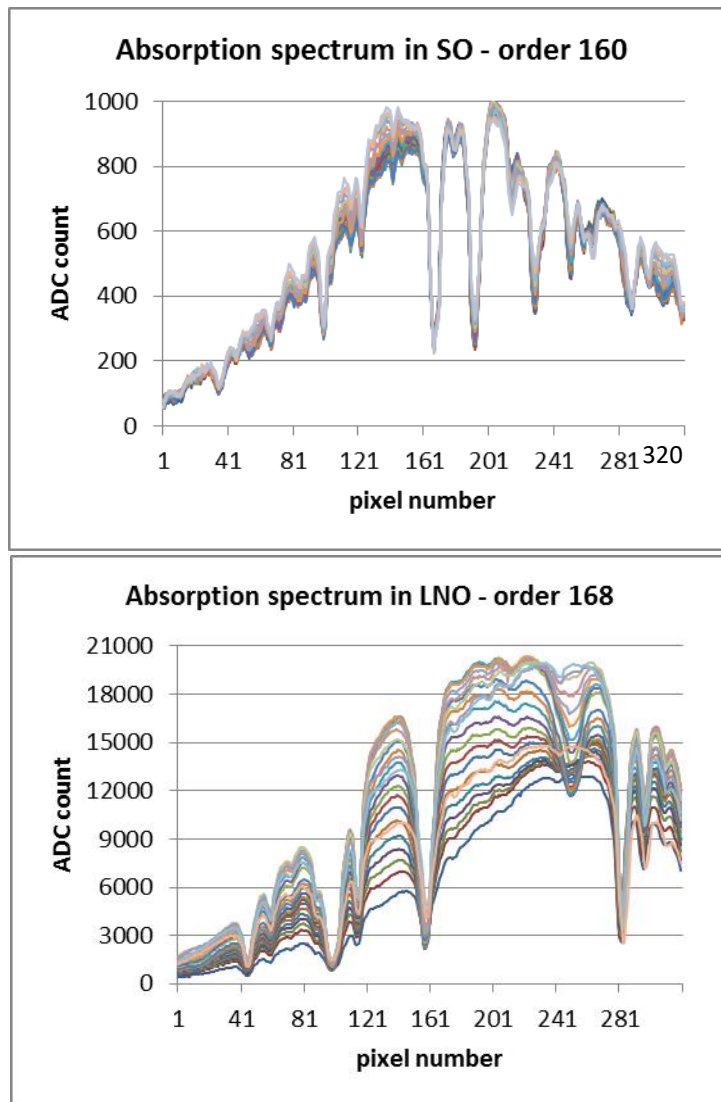 Absorption spectrum in SO - order 160
1000
800
600
400
200
0
ADC count
1 41 81 121 161 201 241 281 320
pixel number
Absorption spectrum in LNO - order 168
21000
18000
15000
12000
9000
6000
3000
0
ADC count
1 41 81 121 161 201 241 281
pixel number